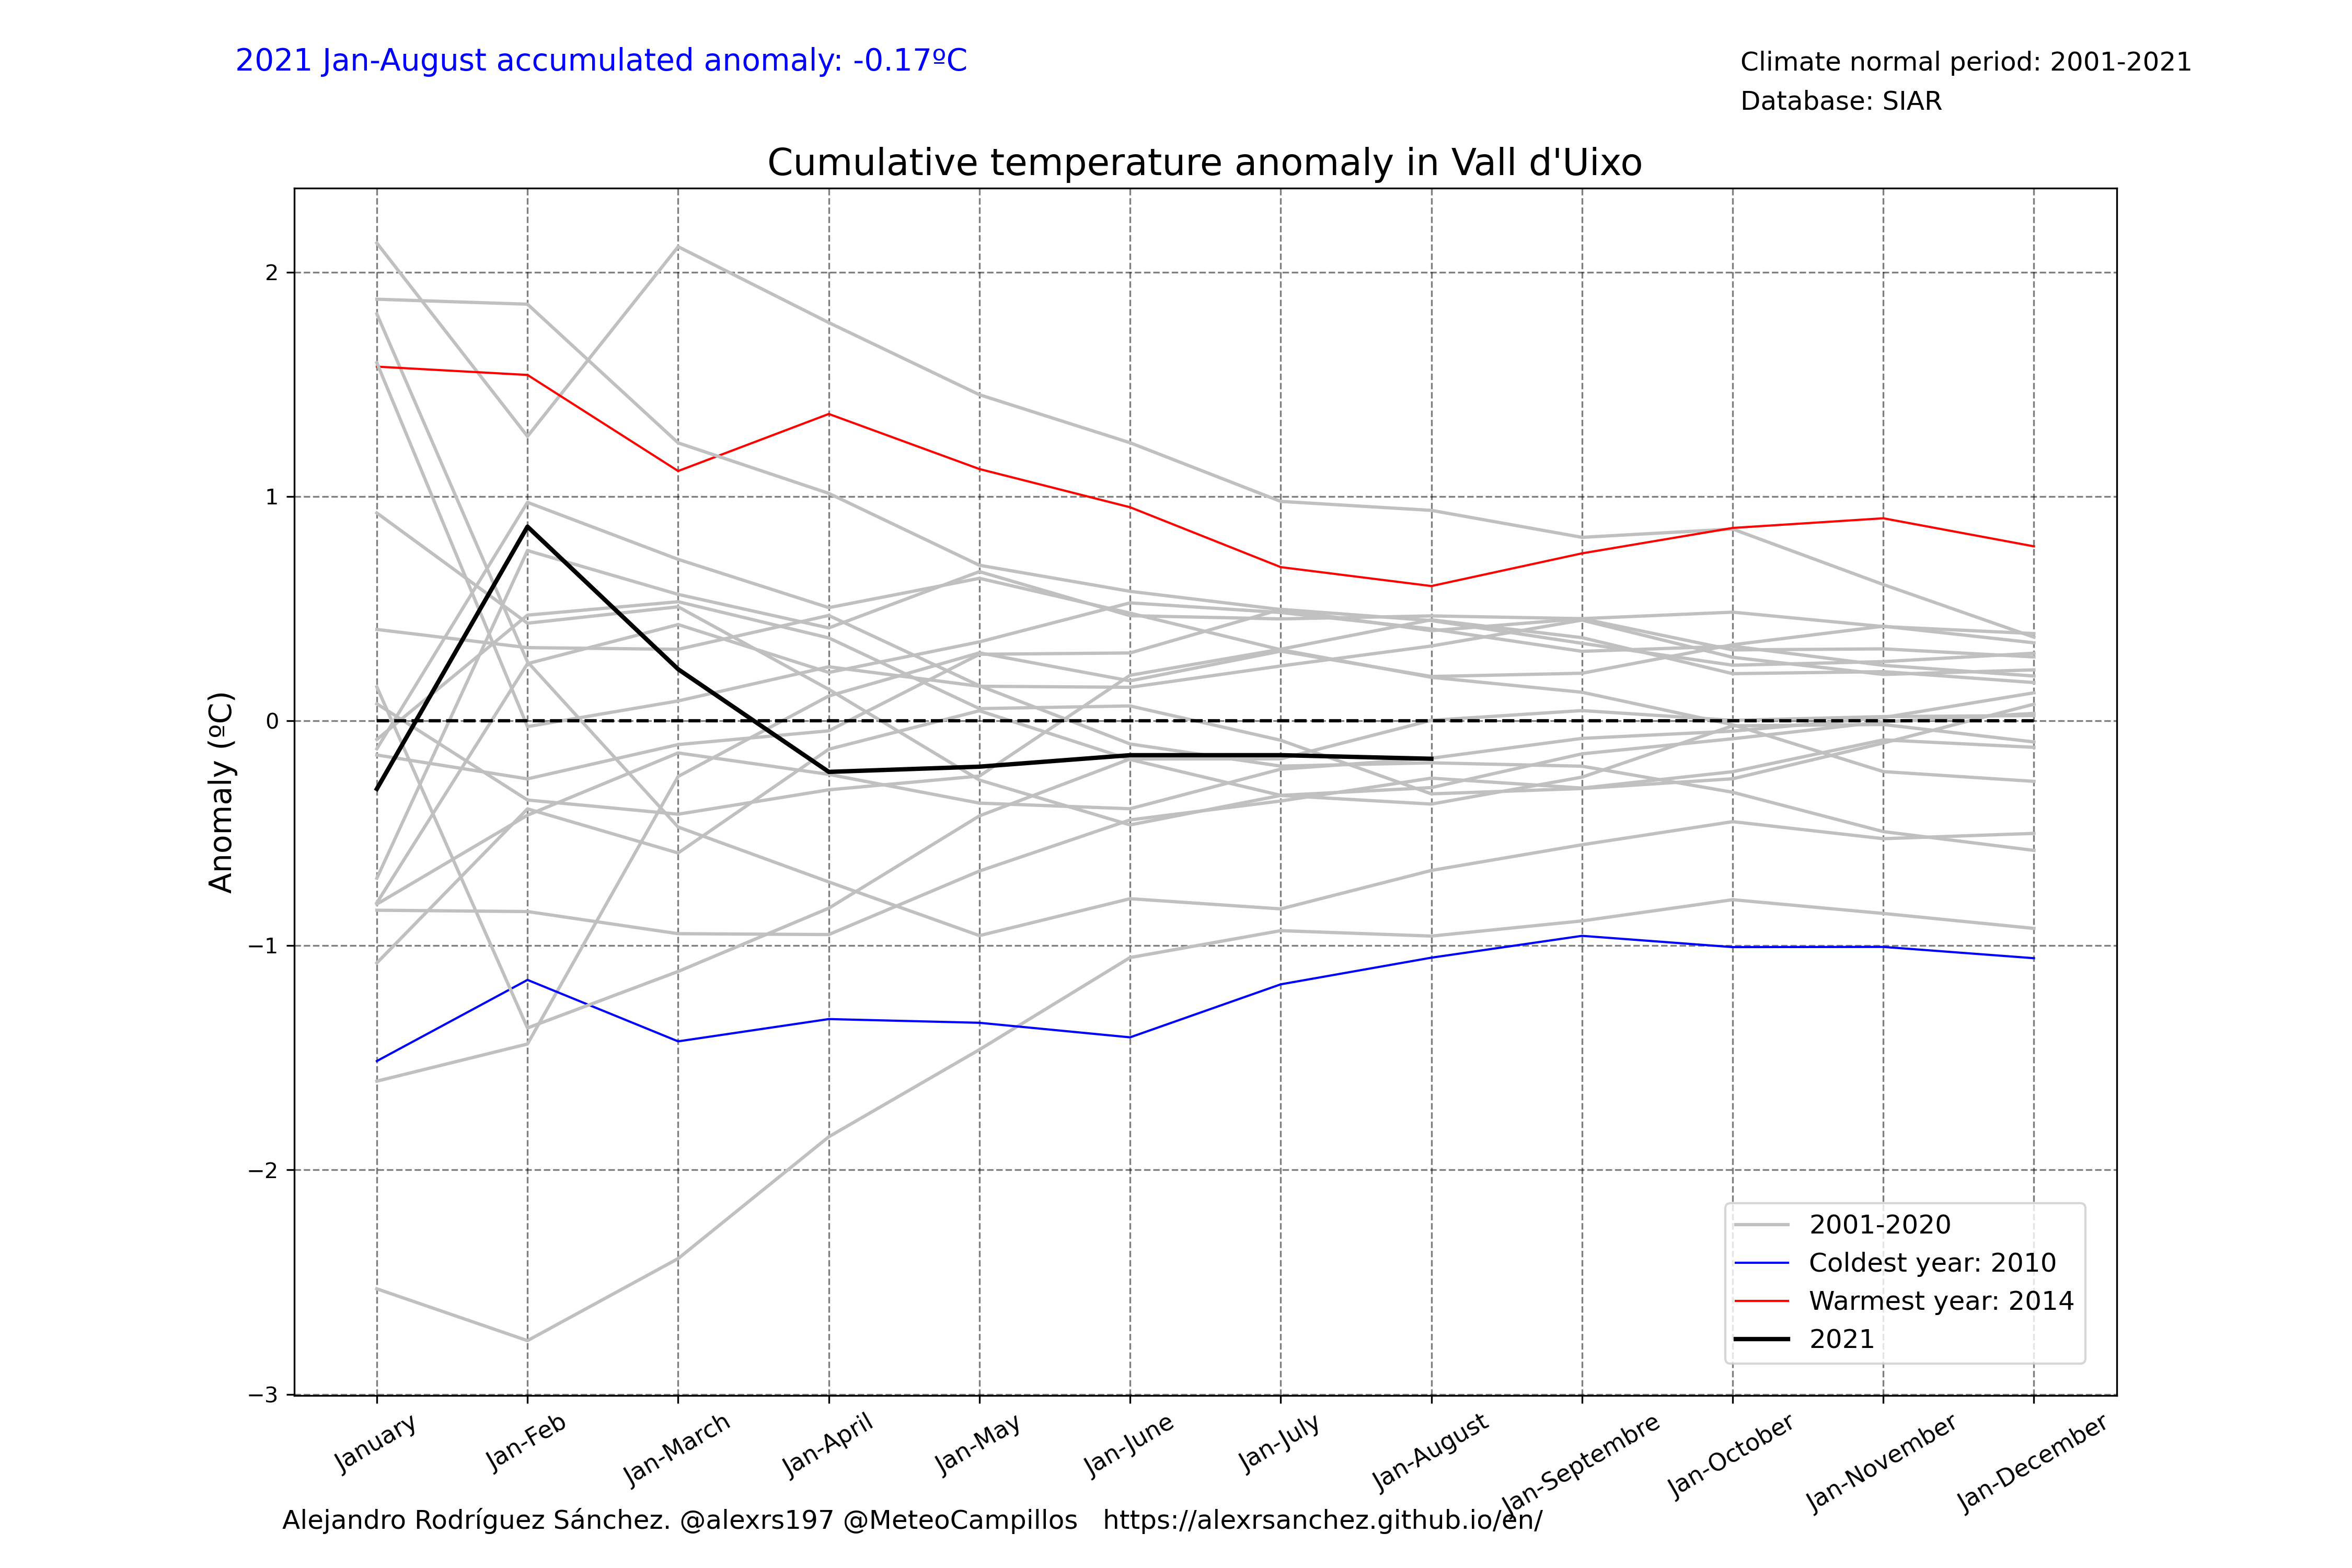 2021 Jan-August accumulated anomaly: -0.17ºC
Climate normal period: 2001-2021
Database: SIAR
Cumulative temperature anomaly in Vall d'Uixo
Anomaly (ºC)
2
1
0
−1
−2
−3
January
Jan-Feb
Jan-March
Jan-April
Jan-May
Jan-June
Jan-July
Jan-August
Jan-Septembre
Jan-October
Jan-November
Jan-December
2001-2020
Coldest year: 2010
Warmest year: 2014
2021
Alejandro Rodríguez Sánchez. @alexrs197 @MeteoCampillos https://alexrsanchez.github.io/en/